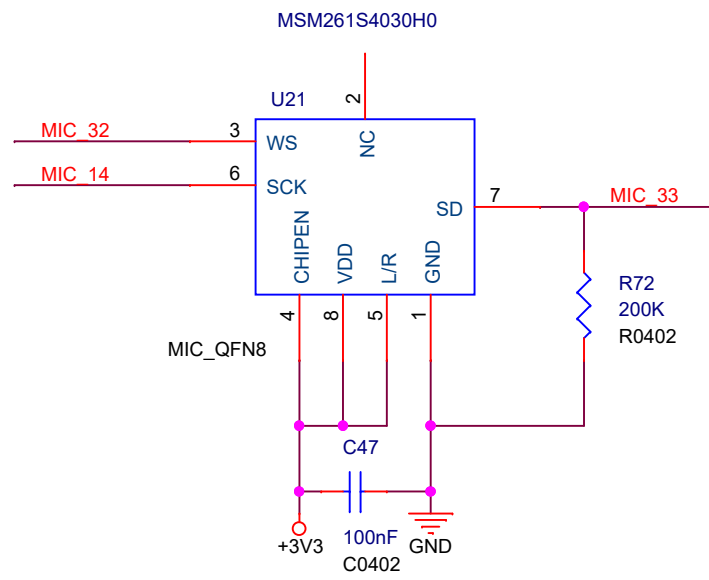 MSM261S4030H0
U21
2
NC
MIC_32
3
WS
MIC_14
6
SCK
SD
7
MIC_33
CHIPEN
VDD
L/R
GND
4
8
5
1
R72
200K
R0402
MIC_QFN8
C47
100nF
C0402
+3V3
GND